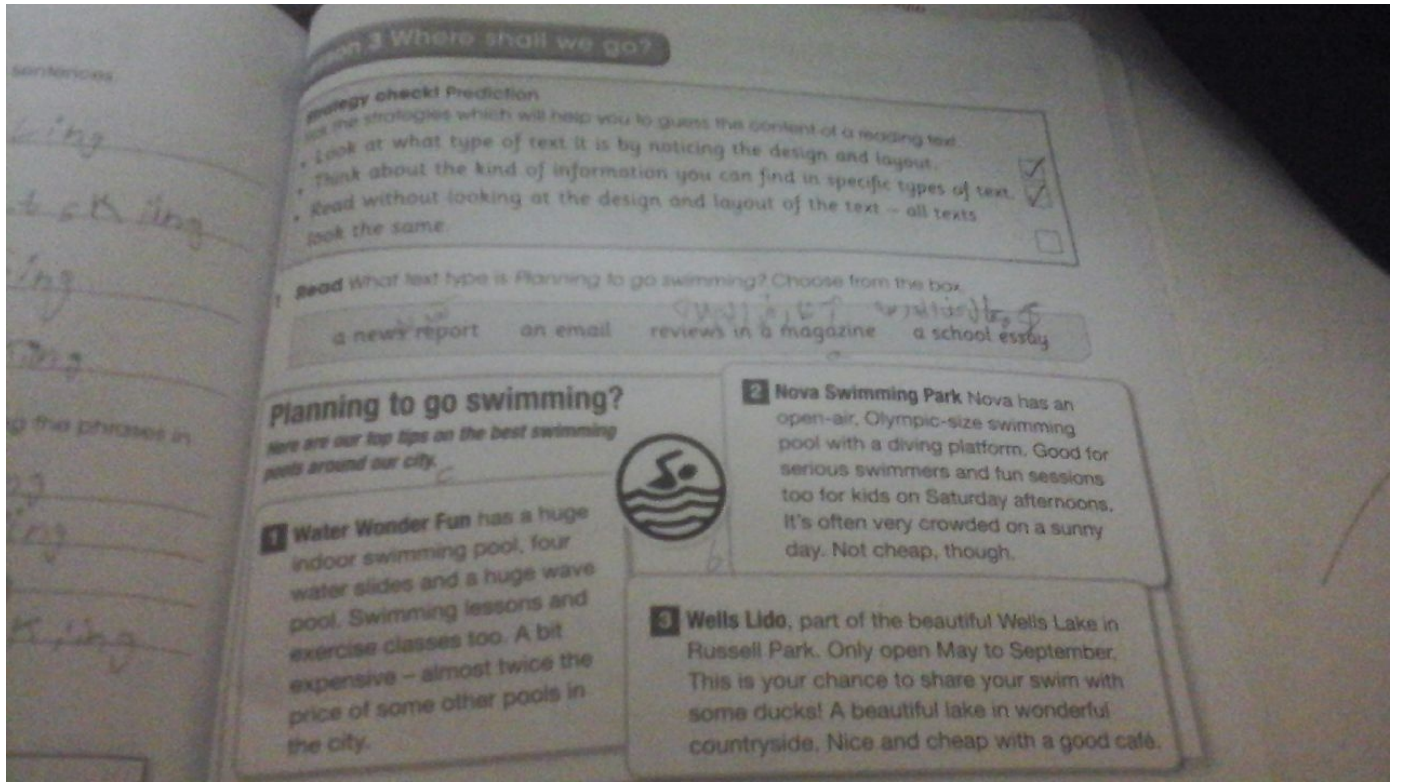 sentences
ing
ing
ing
ing
g the phrases in
ing
king
3 Where shall we go?
Strategy check! Prediction
Tick the strategies which will help you to guess the content of a reading text.
• Look at what type of text it is by noticing the design and layout.
• Think about the kind of information you can find in specific types of text.
• Read without looking at the design and layout of the text – all texts
look the same.
1 Read What text type is Planning to go swimming? Choose from the box.
a news report an email reviews in a magazine a school essay
Planning to go swimming?
Here are our top tips on the best swimming
pools around our city.
c
1 Water Wonder Fun has a huge
indoor swimming pool, four
water slides and a huge wave
pool. Swimming lessons and
exercise classes too. A bit
expensive – almost twice the
price of some other pools in
the city.
a
2 Nova Swimming Park Nova has an
open-air, Olympic-size swimming
pool with a diving platform. Good for
serious swimmers and fun sessions
too for kids on Saturday afternoons.
It's often very crowded on a sunny
day. Not cheap, though.
b
3 Wells Lido, part of the beautiful Wells Lake in
Russell Park. Only open May to September.
This is your chance to share your swim with
some ducks! A beautiful lake in wonderful
countryside. Nice and cheap with a good café.